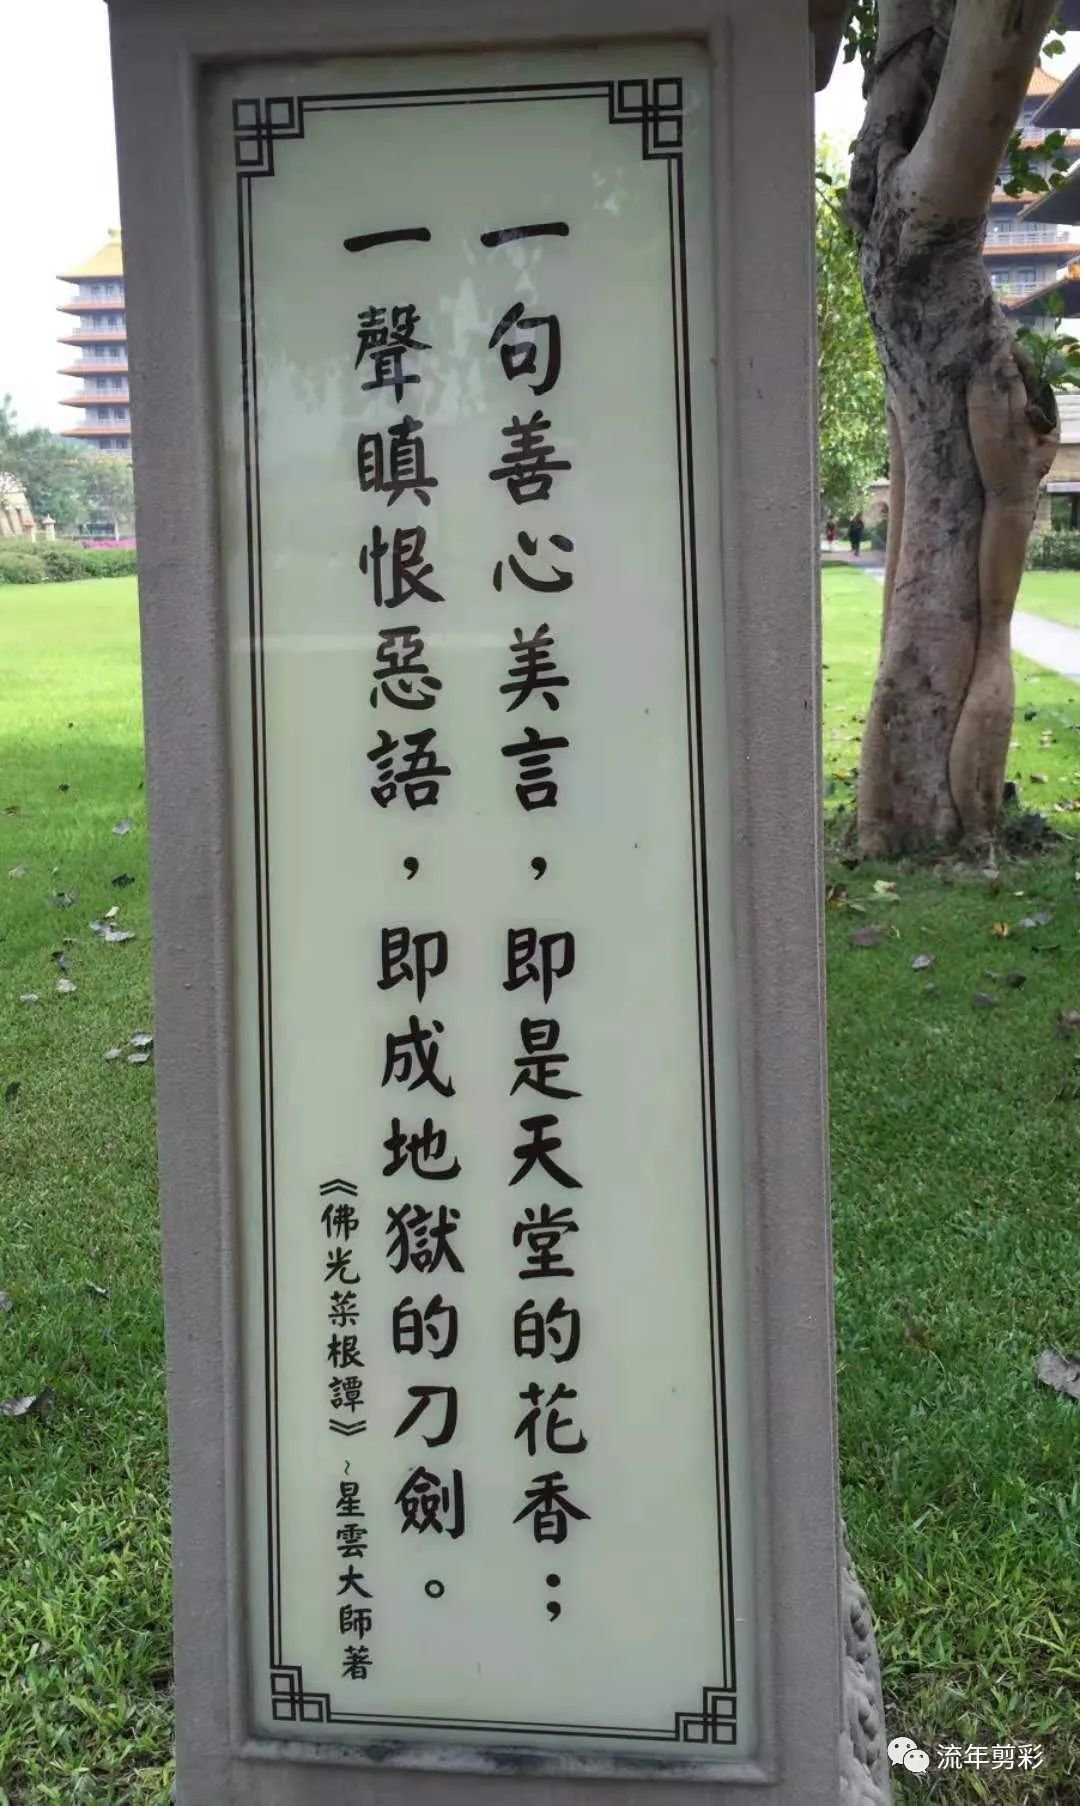 一句善心美言，即是天堂的花香；
一聲瞋恨惡語，即成地獄的刀劍。
《佛光菜根譚》~星雲大師著
流年剪彩